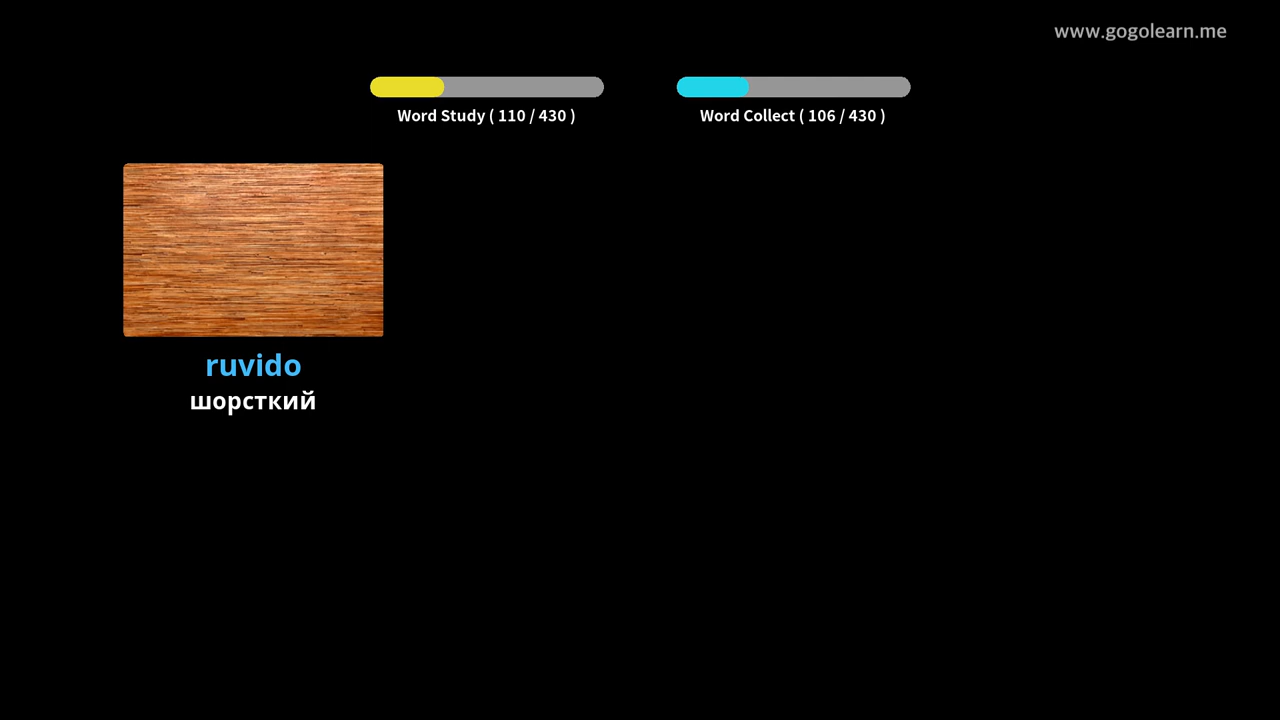 www.gogolearn.me
Word Study ( 110 / 430 )
Word Collect ( 106 / 430 )
ruvido
шорсткий